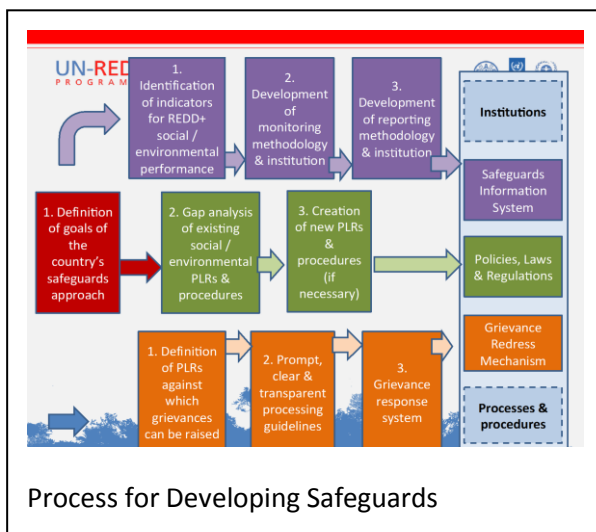 UN-RED
PROGRAM
1.
Identification
of indicators
for REDD+
social /
environmental
performance
2.
Development
of
monitoring
methodology
& institution
3.
Development
of reporting
methodology
& institution
Institutions
Safeguards
Information
System
1. Definition
of goals of
the
country's
safeguards
approach
2. Gap analysis
of existing
social /
environmental
PLRs &
procedures
3. Creation
of new PLRs
& procedures
(if
necessary)
Policies, Laws
& Regulations
1. Definition
of PLRs
against
which
grievances
can be raised
2. Prompt,
clear &
transparent
processing
guidelines
3.
Grievance
response
system
Grievance
Redress
Mechanism
Processes &
procedures
Process for Developing Safeguards